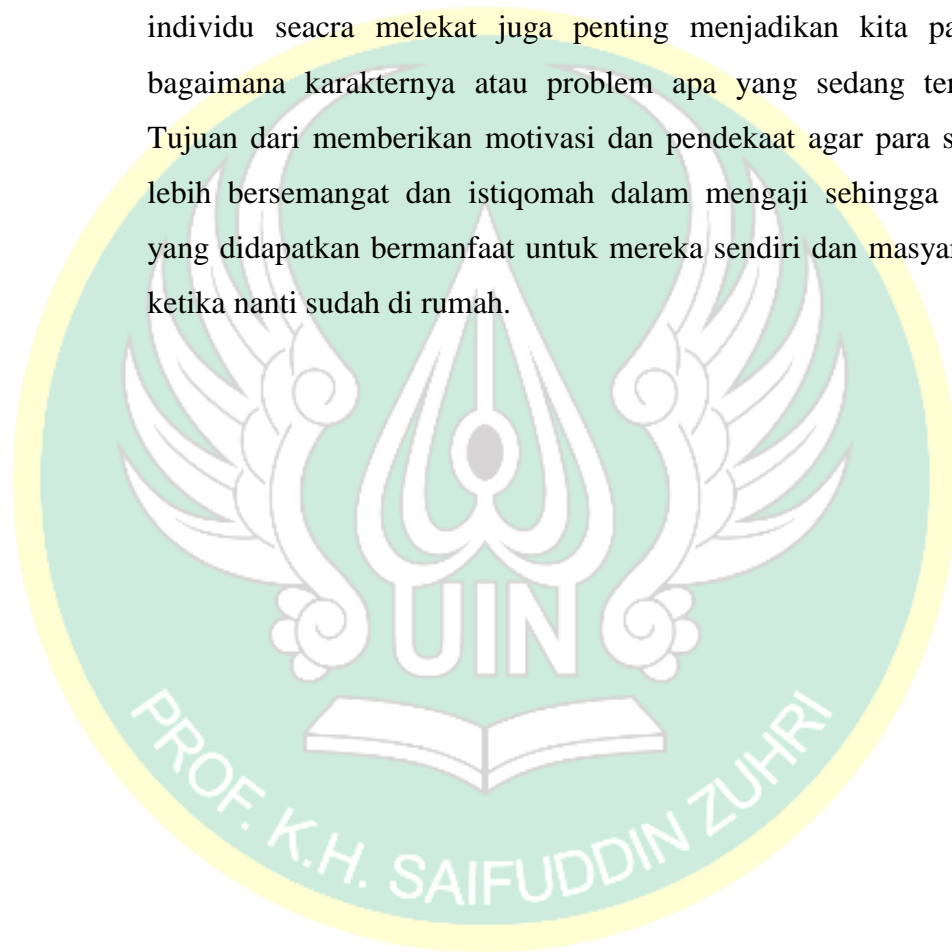 individu seacra melekat juga penting menjadikan kita pa
bagaimana karakternya atau problem apa yang sedang ter
Tujuan dari memberikan motivasi dan pendekaat agar para s
lebih bersemangat dan istiqomah dalam mengaji sehingga
yang didapatkan bermanfaat untuk mereka sendiri dan masyar
ketika nanti sudah di rumah.
UIN
PROF. K.H. SAIFUDDIN ZUHRI